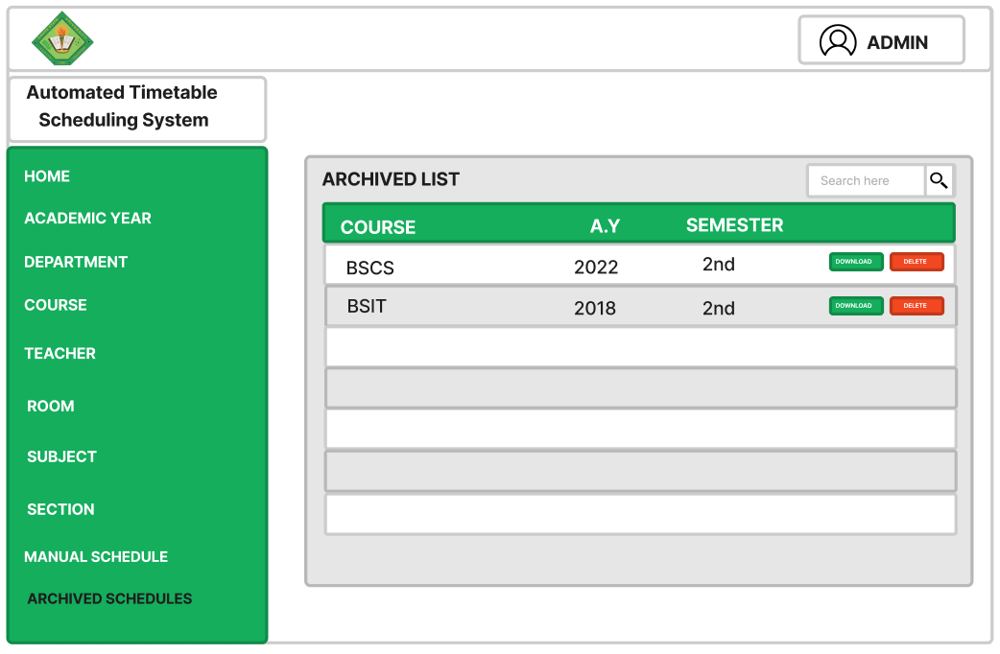 ADMIN
Automated Timetable
Scheduling System
HOME
ACADEMIC YEAR
DEPARTMENT
COURSE
TEACHER
ROOM
SUBJECT
SECTION
MANUAL SCHEDULE
ARCHIVED SCHEDULES
ARCHIVED LIST
Search here
COURSE A.Y SEMESTER
BSCS 2022 2nd DOWNLOAD DELETE
BSIT 2018 2nd DOWNLOAD DELETE